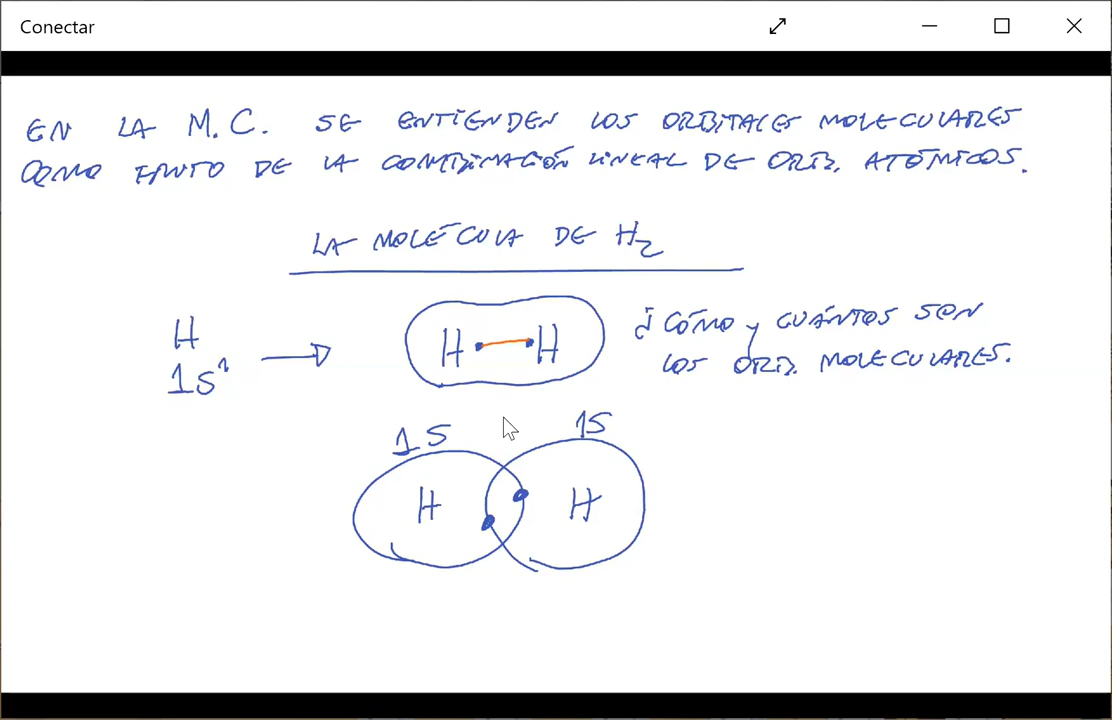 Conectar
EN LA M.C. SE ENTIENDEN LOS ORBITALES MOLECULARES
COMO FRUTO DE LA COMBINACIÓN LINEAL DE ORB. ATÓMICOS.
LA MOLÉCULA DE H₂
H
1s¹
H H
¿CÓMO y CUÁNTOS SON
LOS ORB. MOLECULARES.
1S 1S
H H